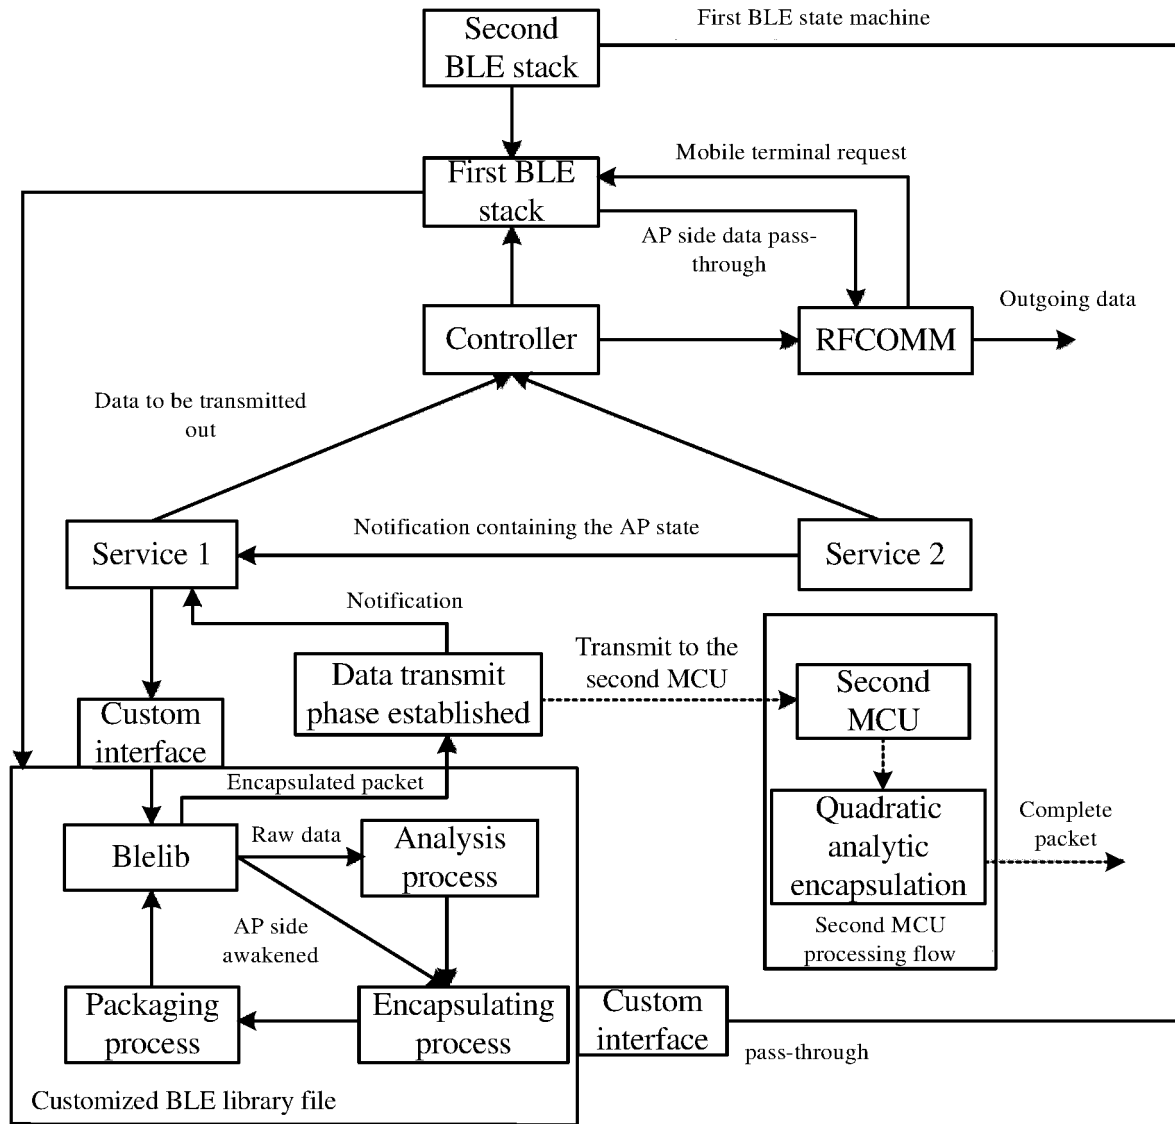 First BLE state machine
Second
BLE stack
Mobile terminal request
First BLE
stack
AP side data pass-
through
Outgoing data
Controller
RFCOMM
Data to be transmitted
out
Notification containing the AP state
Service 1
Service 2
Notification
Transmit to the
second MCU
Data transmit
phase established
Second
MCU
Custom
interface
Encapsulated packet
Quadratic
analytic
encapsulation
Complete
packet
Raw data
Analysis
process
Blelib
AP side
awakened
Second MCU
processing flow
Packaging
process
Encapsulating
process
Custom
interface
pass-through
Customized BLE library file